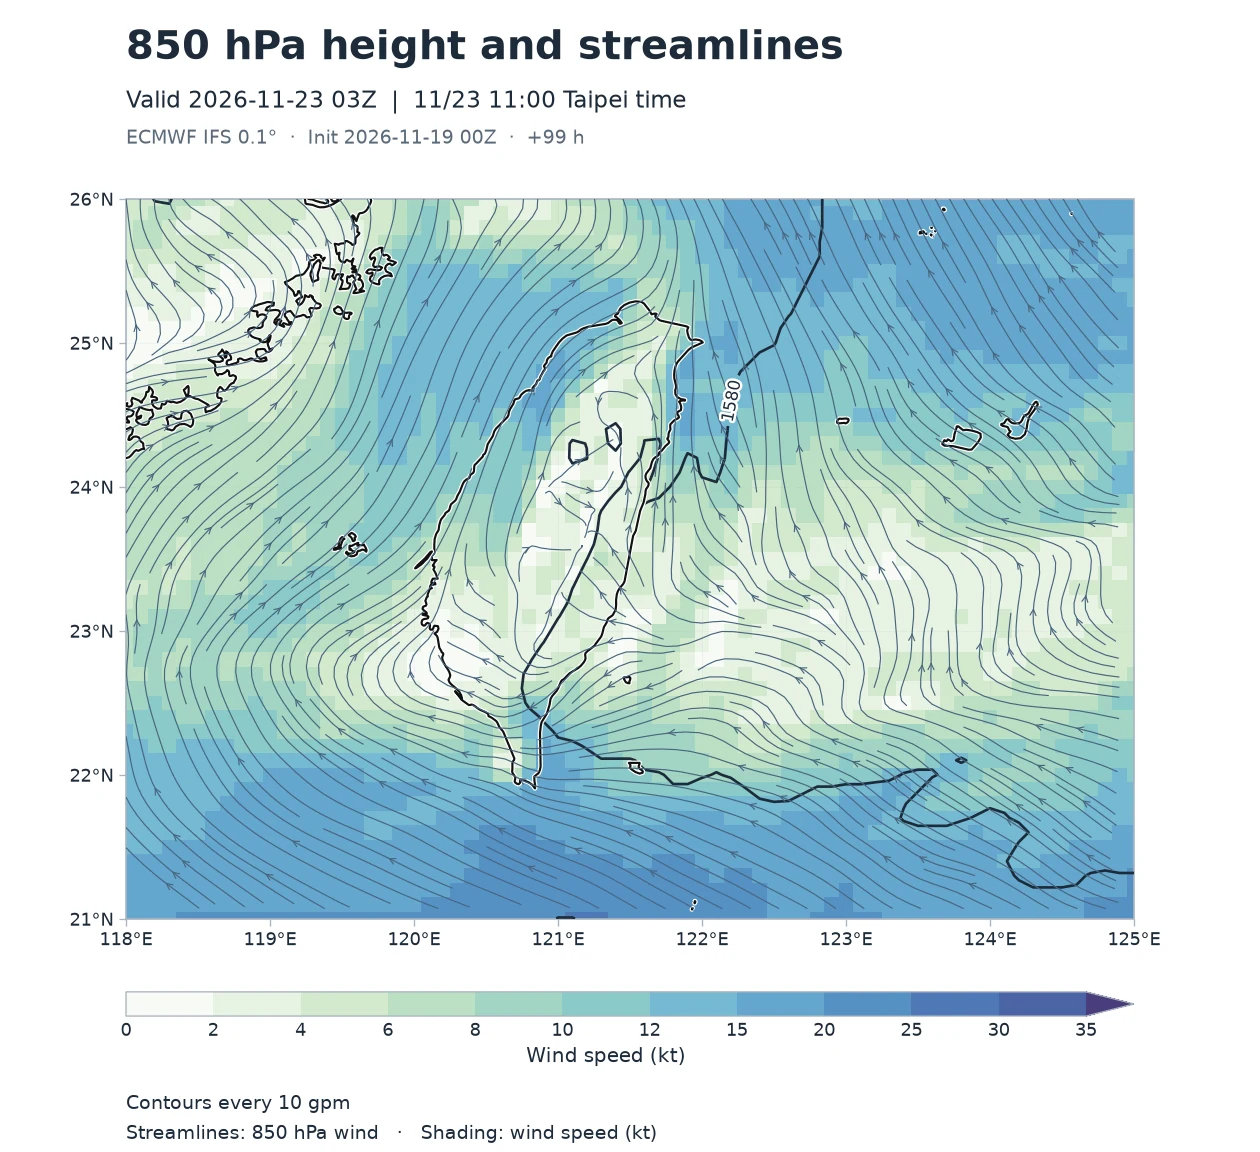 850 hPa height and streamlines
Valid 2026-11-23 03Z | 11/23 11:00 Taipei time
ECMWF IFS 0.1° · Init 2026-11-19 00Z · +99 h
26°N
25°N
24°N
23°N
22°N
21°N
1580
118°E 119°E 120°E 121°E 122°E 123°E 124°E 125°E
0 2 4 6 8 10 12 15 20 25 30 35
Wind speed (kt)
Contours every 10 gpm
Streamlines: 850 hPa wind · Shading: wind speed (kt)